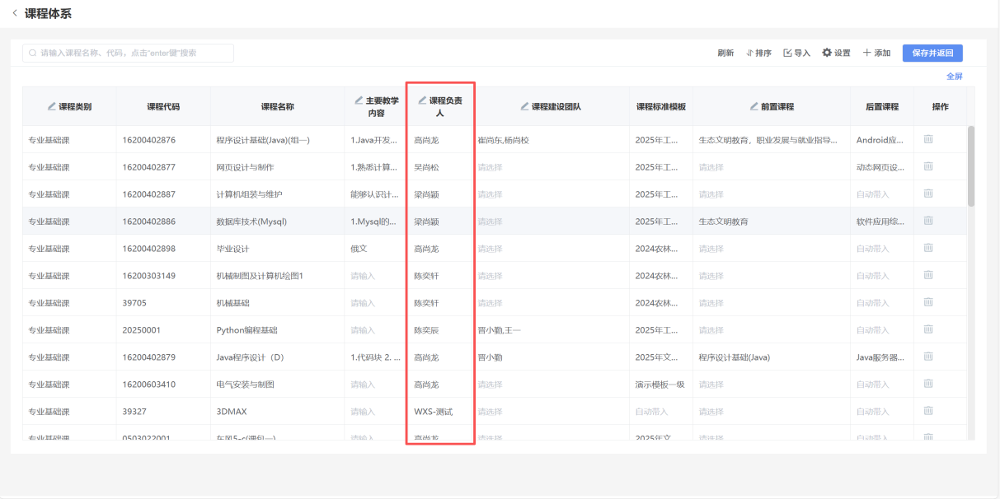 课程体系
请输入课程名称、代码，点击"enter键"搜索
刷新 排序 导入 设置 添加 保存并返回
全屏
课程类别 课程代码 课程名称 主要教学内容 课程负责人 课程建设团队 课程标准模板 前置课程 后置课程 操作
专业基础课 16200402876 程序设计基础(Java)(组一) 1.Java开发... 高尚龙 崔尚东,杨尚校 2025年工... 生态文明教育，职业发展与就业指导... Android应...
专业基础课 16200402877 网页设计与制作 1.熟悉计算... 吴尚松 请选择 2025年工... 请选择 动态网页设...
专业基础课 16200402887 计算机组装与维护 能够认识计... 梁尚颖 请选择 2025年工... 请选择 自动带入
专业基础课 16200402886 数据库技术(Mysql) 1.Mysql的... 梁尚颖 请选择 2025年工... 生态文明教育 软件应用综...
专业基础课 16200402898 毕业设计 俄文 高尚龙 请选择 2024农林... 请选择 自动带入
专业基础课 16200303149 机械制图及计算机绘图1 请输入 陈奕轩 请选择 2024农林... 请选择 自动带入
专业基础课 39705 机械基础 请输入 陈奕轩 请选择 2024农林... 请选择 自动带入
专业基础课 20250001 Python编程基础 请输入 陈奕辰 晋小勤,王一 2025年工... 请选择 自动带入
专业基础课 16200402879 Java程序设计（D） 1.代码块 2. ... 高尚龙 晋小勤 2025年文... 程序设计基础(Java) Java服务器...
专业基础课 16200603410 电气安装与制图 请输入 高尚龙 请选择 演示模板一级 请选择 自动带入
专业基础课 39327 3DMAX 请输入 WXS-测试 请选择 自动带入 请选择 自动带入
专业基础课 0503022001 东风5-c(课包一) 请输入 高尚龙 请选择 2025年文 请选择 自动带入